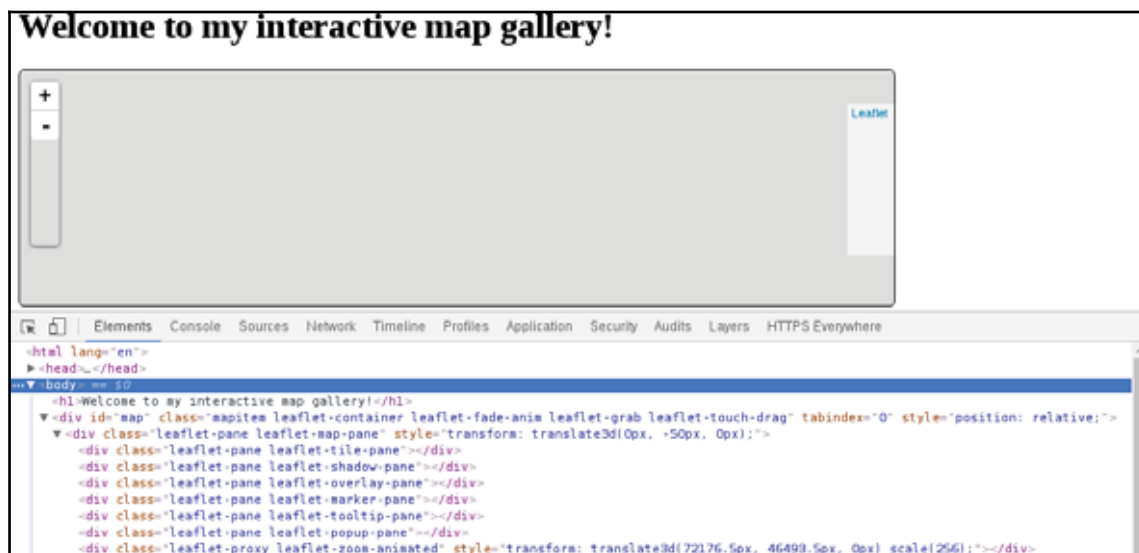 Welcome to my interactive map gallery!
+
-
Leaflet
Elements Console Sources Network Timeline Profiles Application Security Audits Layers HTTPS Everywhere
<html lang="en">
▶<head>…</head>
…▼<body> == $0
<h1>Welcome to my interactive map gallery!</h1>
▼<div id="map" class="mapitem leaflet-container leaflet-fade-anim leaflet-grab leaflet-touch-drag" tabindex="0" style="position: relative;">
▼<div class="leaflet-pane leaflet-map-pane" style="transform: translate3d(0px, -50px, 0px);">
<div class="leaflet-pane leaflet-tile-pane"></div>
<div class="leaflet-pane leaflet-shadow-pane"></div>
<div class="leaflet-pane leaflet-overlay-pane"></div>
<div class="leaflet-pane leaflet-marker-pane"></div>
<div class="leaflet-pane leaflet-tooltip-pane"></div>
<div class="leaflet-pane leaflet-popup-pane"></div>
<div class="leaflet-proxy leaflet-zoom-animated" style="transform: translate3d(72176.5px, 46493.5px, 0px) scale(256);"></div>